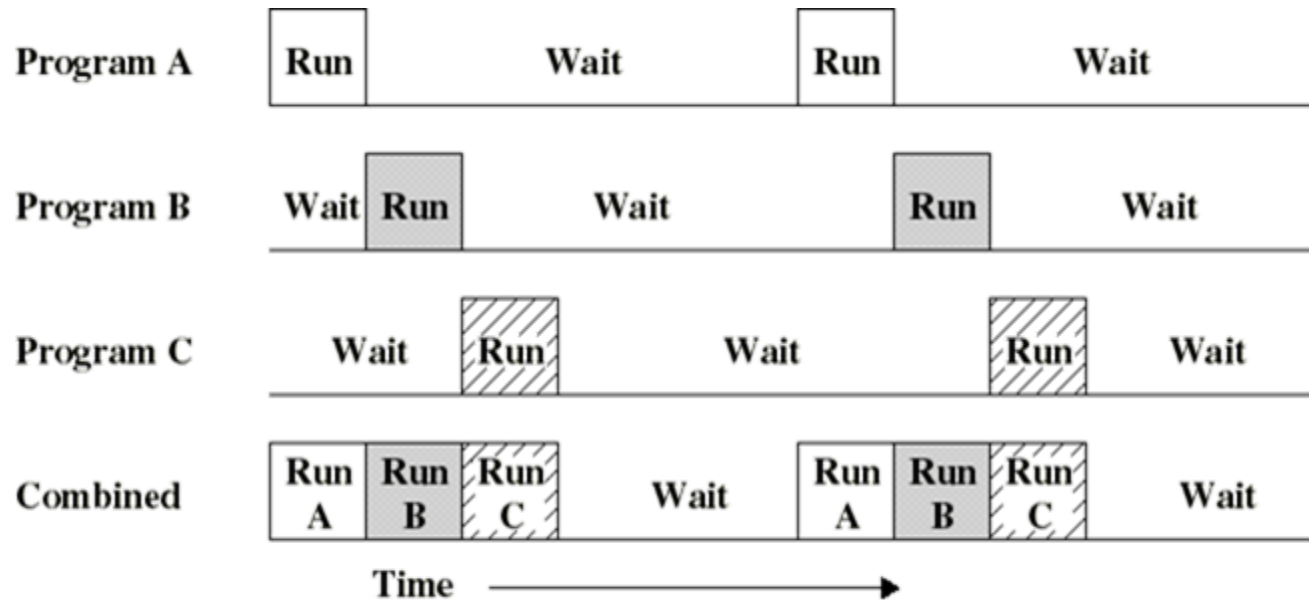 Program A Run Wait Run Wait
Program B Wait Run Wait Run Wait
Program C Wait Run Wait Run Wait
Combined Run A Run B Run C Wait Run A Run B Run C Wait
Time